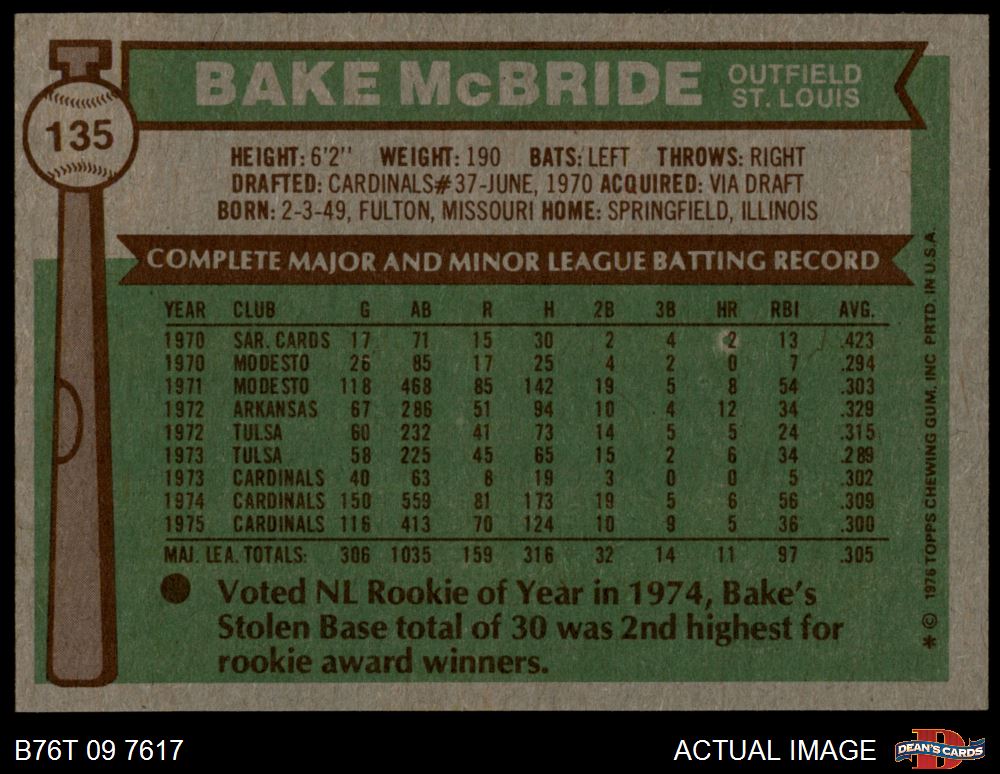 BAKE McBRIDE OUTFIELD
ST. LOUIS
135
HEIGHT: 6'2" WEIGHT: 190 BATS: LEFT THROWS: RIGHT
DRAFTED: CARDINALS#37-JUNE, 1970 ACQUIRED: VIA DRAFT
BORN: 2-3-49, FULTON, MISSOURI HOME: SPRINGFIELD, ILLINOIS
COMPLETE MAJOR AND MINOR LEAGUE BATTING RECORD
YEAR CLUB G AB R H 2B 3B HR RBI AVG.
1970 SAR. CARDS 17 71 15 30 2 4 2 13 .423
1970 MODESTO 26 85 17 25 4 2 0 7 .294
1971 MODESTO 118 468 85 142 19 5 8 54 .303
1972 ARKANSAS 67 286 51 94 10 4 12 34 .329
1972 TULSA 60 232 41 73 14 5 5 24 .315
1973 TULSA 58 225 45 65 15 2 6 34 .289
1973 CARDINALS 40 63 8 19 3 0 0 5 .302
1974 CARDINALS 150 559 81 173 19 5 6 56 .309
1975 CARDINALS 116 413 70 124 10 9 5 36 .300
MAJ. LEA. TOTALS: 306 1035 159 316 32 14 11 97 .305
Voted NL Rookie of Year in 1974, Bake's
Stolen Base total of 30 was 2nd highest for
rookie award winners.
* © 1976 TOPPS CHEWING GUM, INC PRTD. IN U.S.A.
B76T 09 7617
ACTUAL IMAGE
D
DEAN'S CARDS